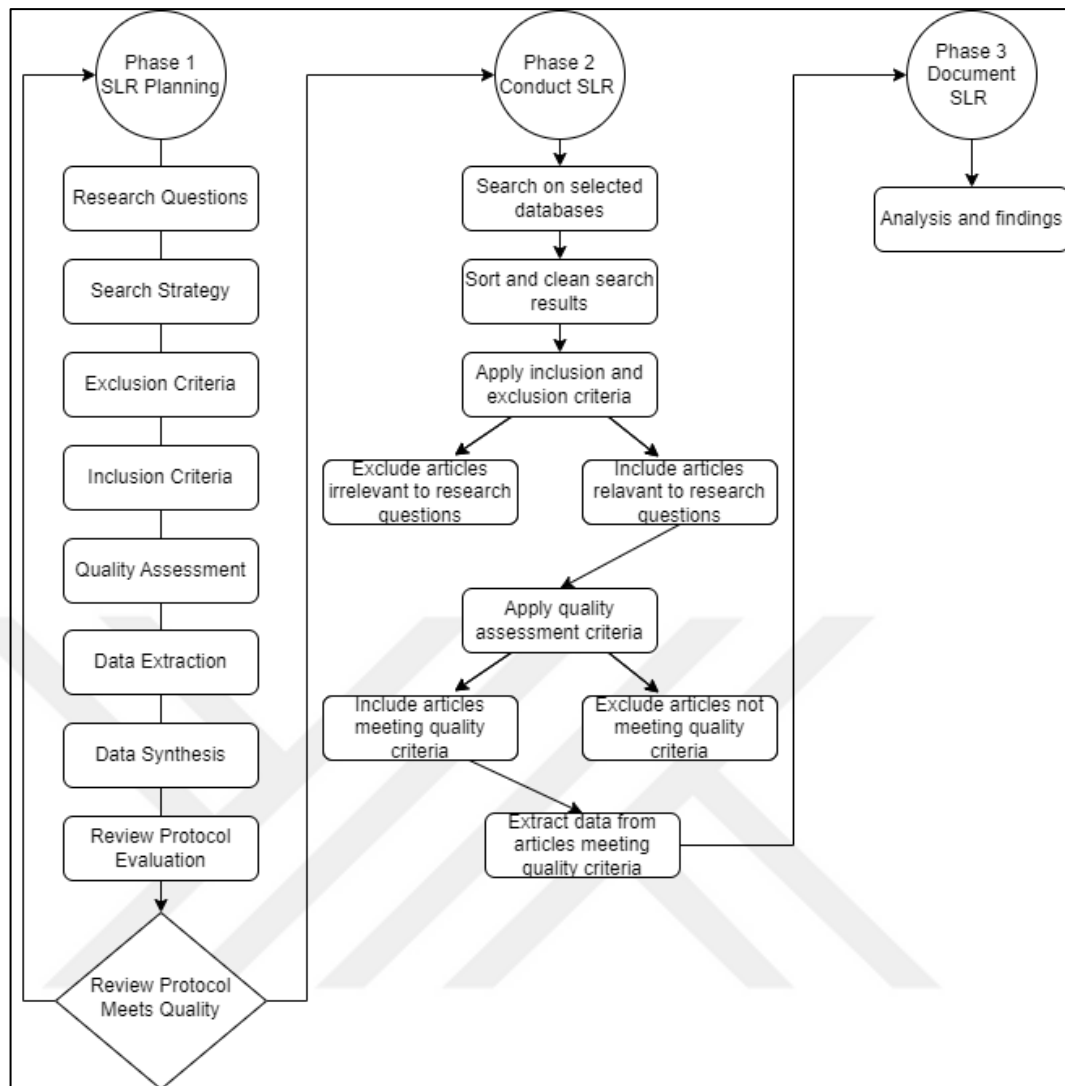 Phase 1
SLR Planning
Research Questions
Search Strategy
Exclusion Criteria
Inclusion Criteria
Quality Assessment
Data Extraction
Data Synthesis
Review Protocol
Evaluation
Review Protocol
Meets Quality
Phase 2
Conduct SLR
Search on selected
databases
Sort and clean search
results
Apply inclusion and
exclusion criteria
Exclude articles
irrelevant to research
questions
Include articles
relavant to research
questions
Apply quality
assessment criteria
Include articles
meeting quality
criteria
Exclude articles not
meeting quality
criteria
Extract data from
articles meeting
quality criteria
Phase 3
Document
SLR
Analysis and findings